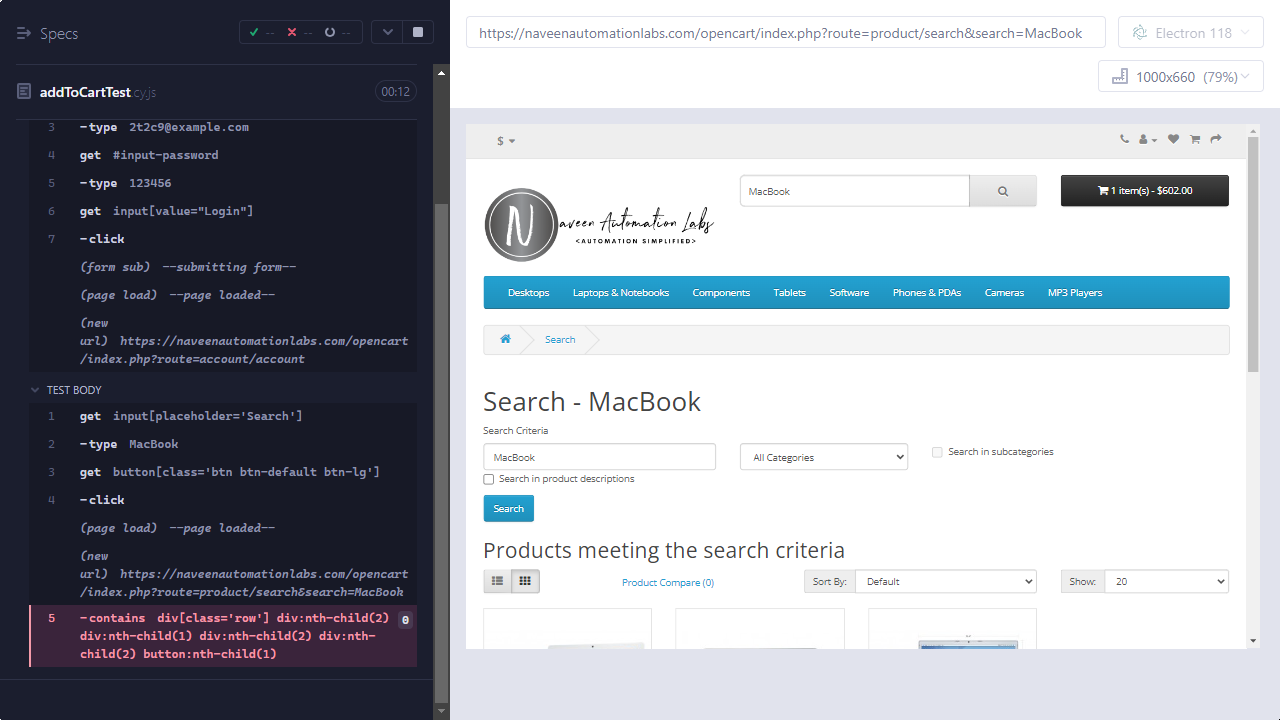 Specs
-- -- --
addToCartTest.cy.js 00:12
3 -type 2t2c9@example.com
4 get #input-password
5 -type 123456
6 get input[value="Login"]
7 -click
(form sub) --submitting form--
(page load) --page loaded--
(new
url) https://naveenautomationlabs.com/opencart
/index.php?route=account/account
TEST BODY
1 get input[placeholder='Search']
2 -type MacBook
3 get button[class='btn btn-default btn-lg']
4 -click
(page load) --page loaded--
(new
url) https://naveenautomationlabs.com/opencart
/index.php?route=product/search&search=MacBook
5 -contains div[class='row'] div:nth-child(2) 0
div:nth-child(1) div:nth-child(2) div:nth-
child(2) button:nth-child(1)
https://naveenautomationlabs.com/opencart/index.php?route=product/search&search=MacBook
Electron 118
1000x660 (79%)
$
MacBook
1 item(s) - $602.00
N
Naveen Automation Labs
<AUTOMATION SIMPLIFIED>
Desktops Laptops & Notebooks Components Tablets Software Phones & PDAs Cameras MP3 Players
Search
Search - MacBook
Search Criteria
MacBook All Categories Search in subcategories
Search in product descriptions
Search
Products meeting the search criteria
Product Compare (0) Sort By: Default Show: 20